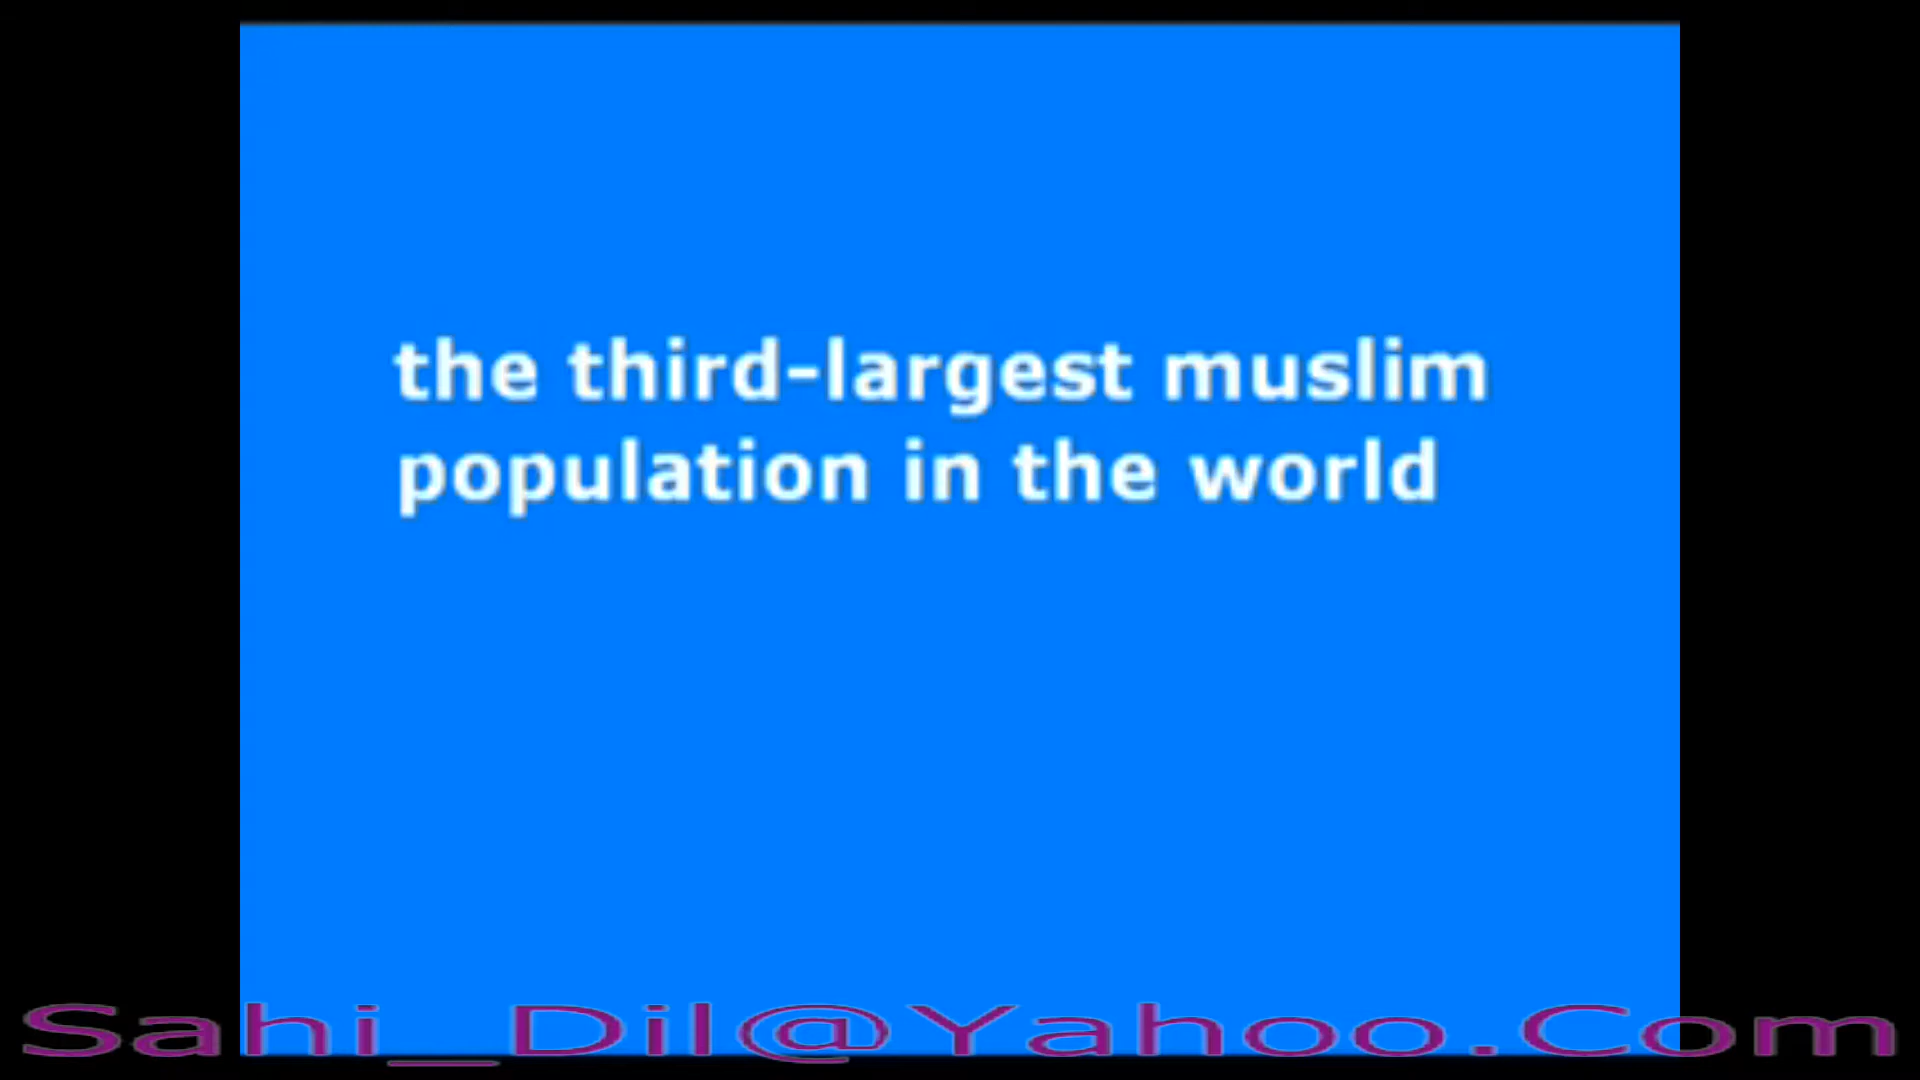 the third-largest muslim
population in the world
Sahi_Dil@Yahoo.Com